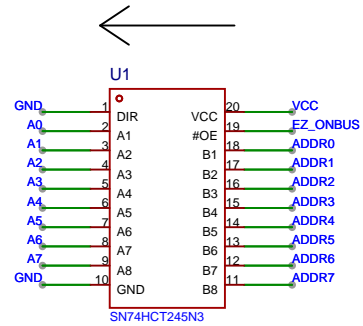 U1
GND 1 DIR VCC 20 VCC
A0 2 A1 #OE 19 EZ_ONBUS
A1 3 A2 B1 18 ADDR0
A2 4 A3 B2 17 ADDR1
A3 5 A4 B3 16 ADDR2
A4 6 A5 B4 15 ADDR3
A5 7 A6 B5 14 ADDR4
A6 8 A7 B6 13 ADDR5
A7 9 A8 B7 12 ADDR6
GND 10 GND B8 11 ADDR7
SN74HCT245N3